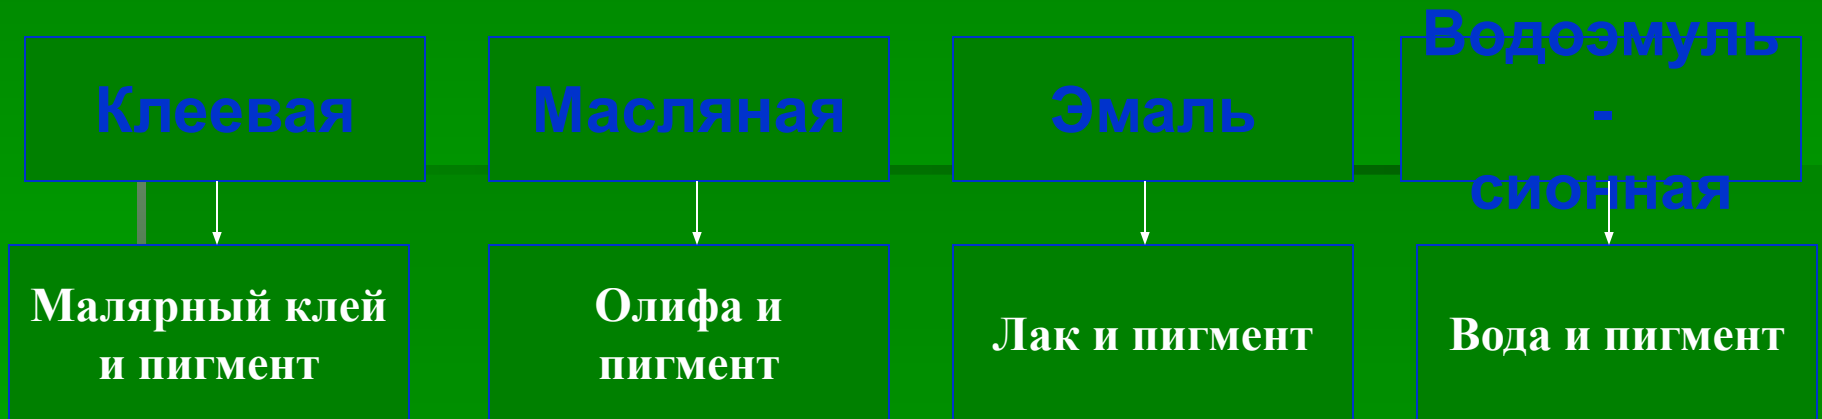 Клеевая
Масляная
Эмаль
Водоэмуль
-
сионная
Малярный клей
и пигмент
Олифа и
пигмент
Лак и пигмент
Вода и пигмент